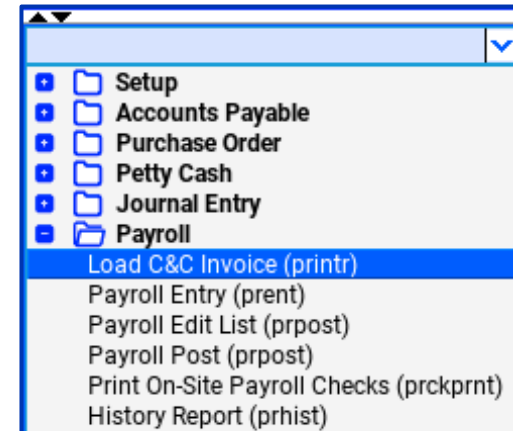 Setup
Accounts Payable
Purchase Order
Petty Cash
Journal Entry
Payroll
Load C&C Invoice (printr)
Payroll Entry (prent)
Payroll Edit List (prpost)
Payroll Post (prpost)
Print On-Site Payroll Checks (prckprnt)
History Report (prhist)